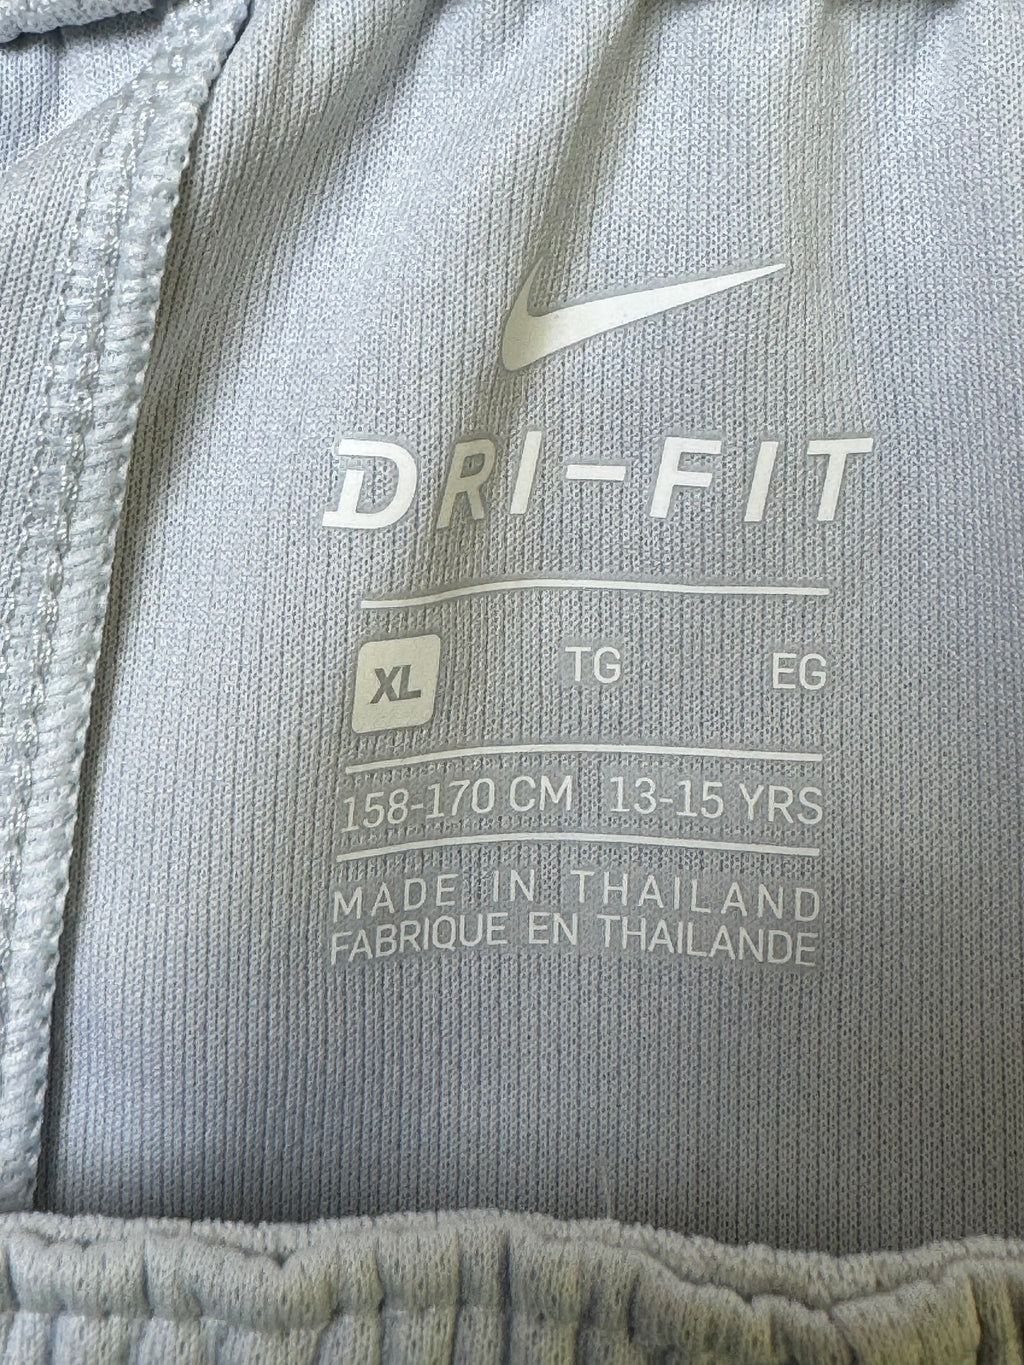 DRI-FIT
XL TG EG
158-170 CM 13-15 YRS
MADE IN THAILAND
FABRIQUE EN THAILANDE